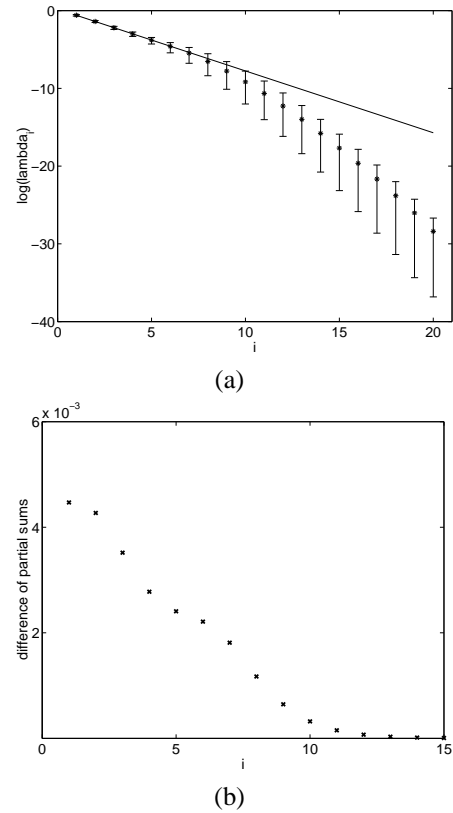 0
−10
−20
−30
−40
log(lambda_i)
0 5 10 15 20
i
(a)
6 x 10^−3
4
2
difference of partial sums
0 5 10 15
i
(b)